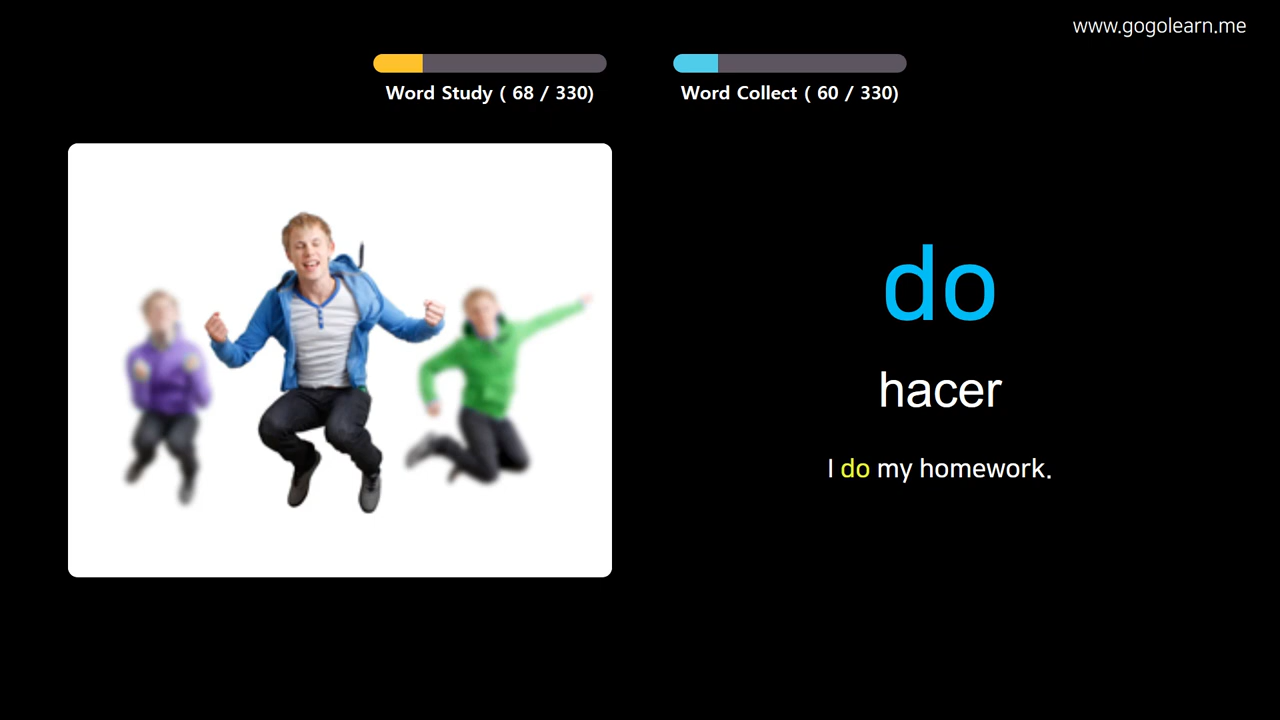 www.gogolearn.me
Word Study ( 68 / 330)
Word Collect ( 60 / 330)
do
hacer
I do my homework.